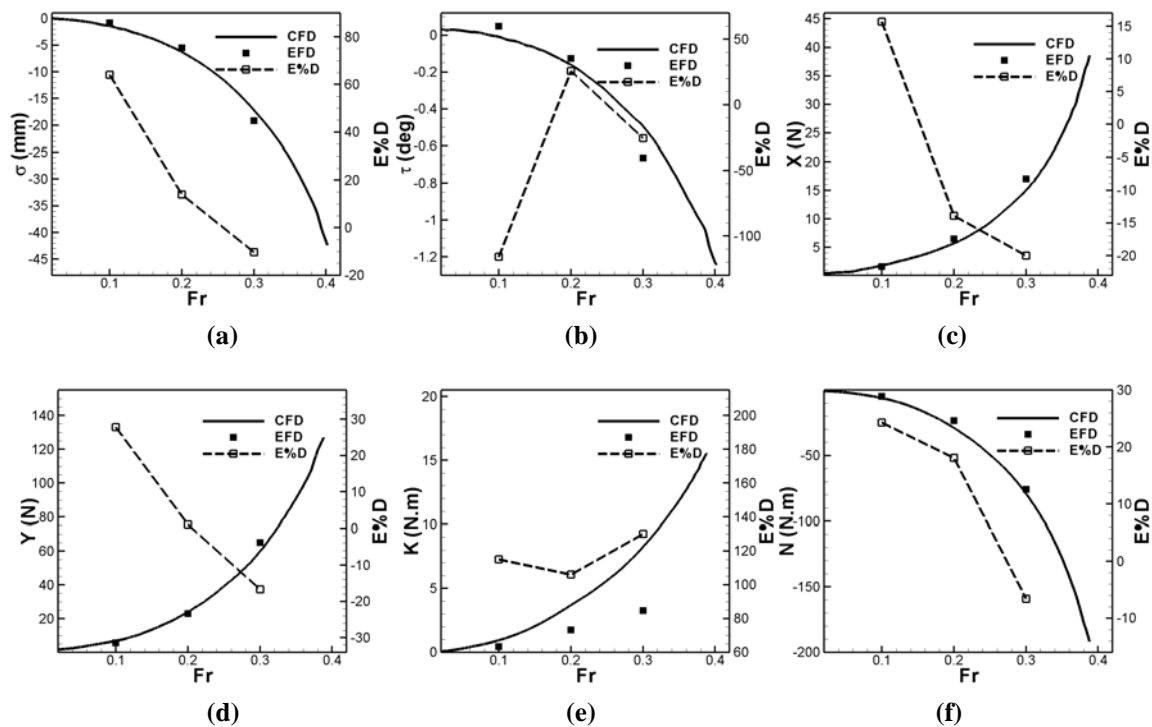 0
-5
-10
-15
-20
-25
-30
-35
-40
-45
σ (mm)
0.1 0.2 0.3 0.4
Fr
80
60
40
20
0
-20
E%D
CFD
EFD
E%D
(a)
0
-0.2
-0.4
-0.6
-0.8
-1
-1.2
τ (deg)
0.1 0.2 0.3 0.4
Fr
50
0
-50
-100
E%D
CFD
EFD
E%D
(b)
45
40
35
30
25
20
15
10
5
X (N)
0.1 0.2 0.3 0.4
Fr
15
10
5
0
-5
-10
-15
-20
E%D
CFD
EFD
E%D
(c)
140
120
100
80
60
40
20
Y (N)
0.1 0.2 0.3 0.4
Fr
30
20
10
0
-10
-20
-30
E%D
CFD
EFD
E%D
(d)
20
15
10
5
0
K (N.m)
0.1 0.2 0.3 0.4
Fr
200
180
160
140
120
100
80
60
E%D
CFD
EFD
E%D
(e)
-50
-100
-150
-200
N (N.m)
0.1 0.2 0.3 0.4
Fr
30
20
10
0
-10
E%D
CFD
EFD
E%D
(f)